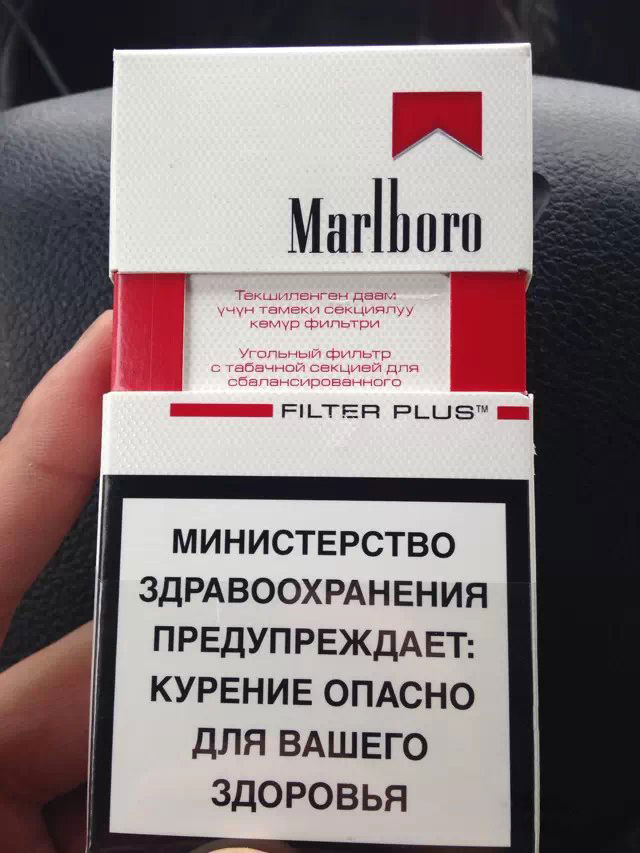 Marlboro
Текшиленген даам
үчүн тамеки секциялуу
көмүр фильтри
Угольный фильтр
с табачной секцией для
сбалансированного
FILTER PLUS™
МИНИСТЕРСТВО
ЗДРАВООХРАНЕНИЯ
ПРЕДУПРЕЖДАЕТ:
КУРЕНИЕ ОПАСНО
ДЛЯ ВАШЕГО
ЗДОРОВЬЯ